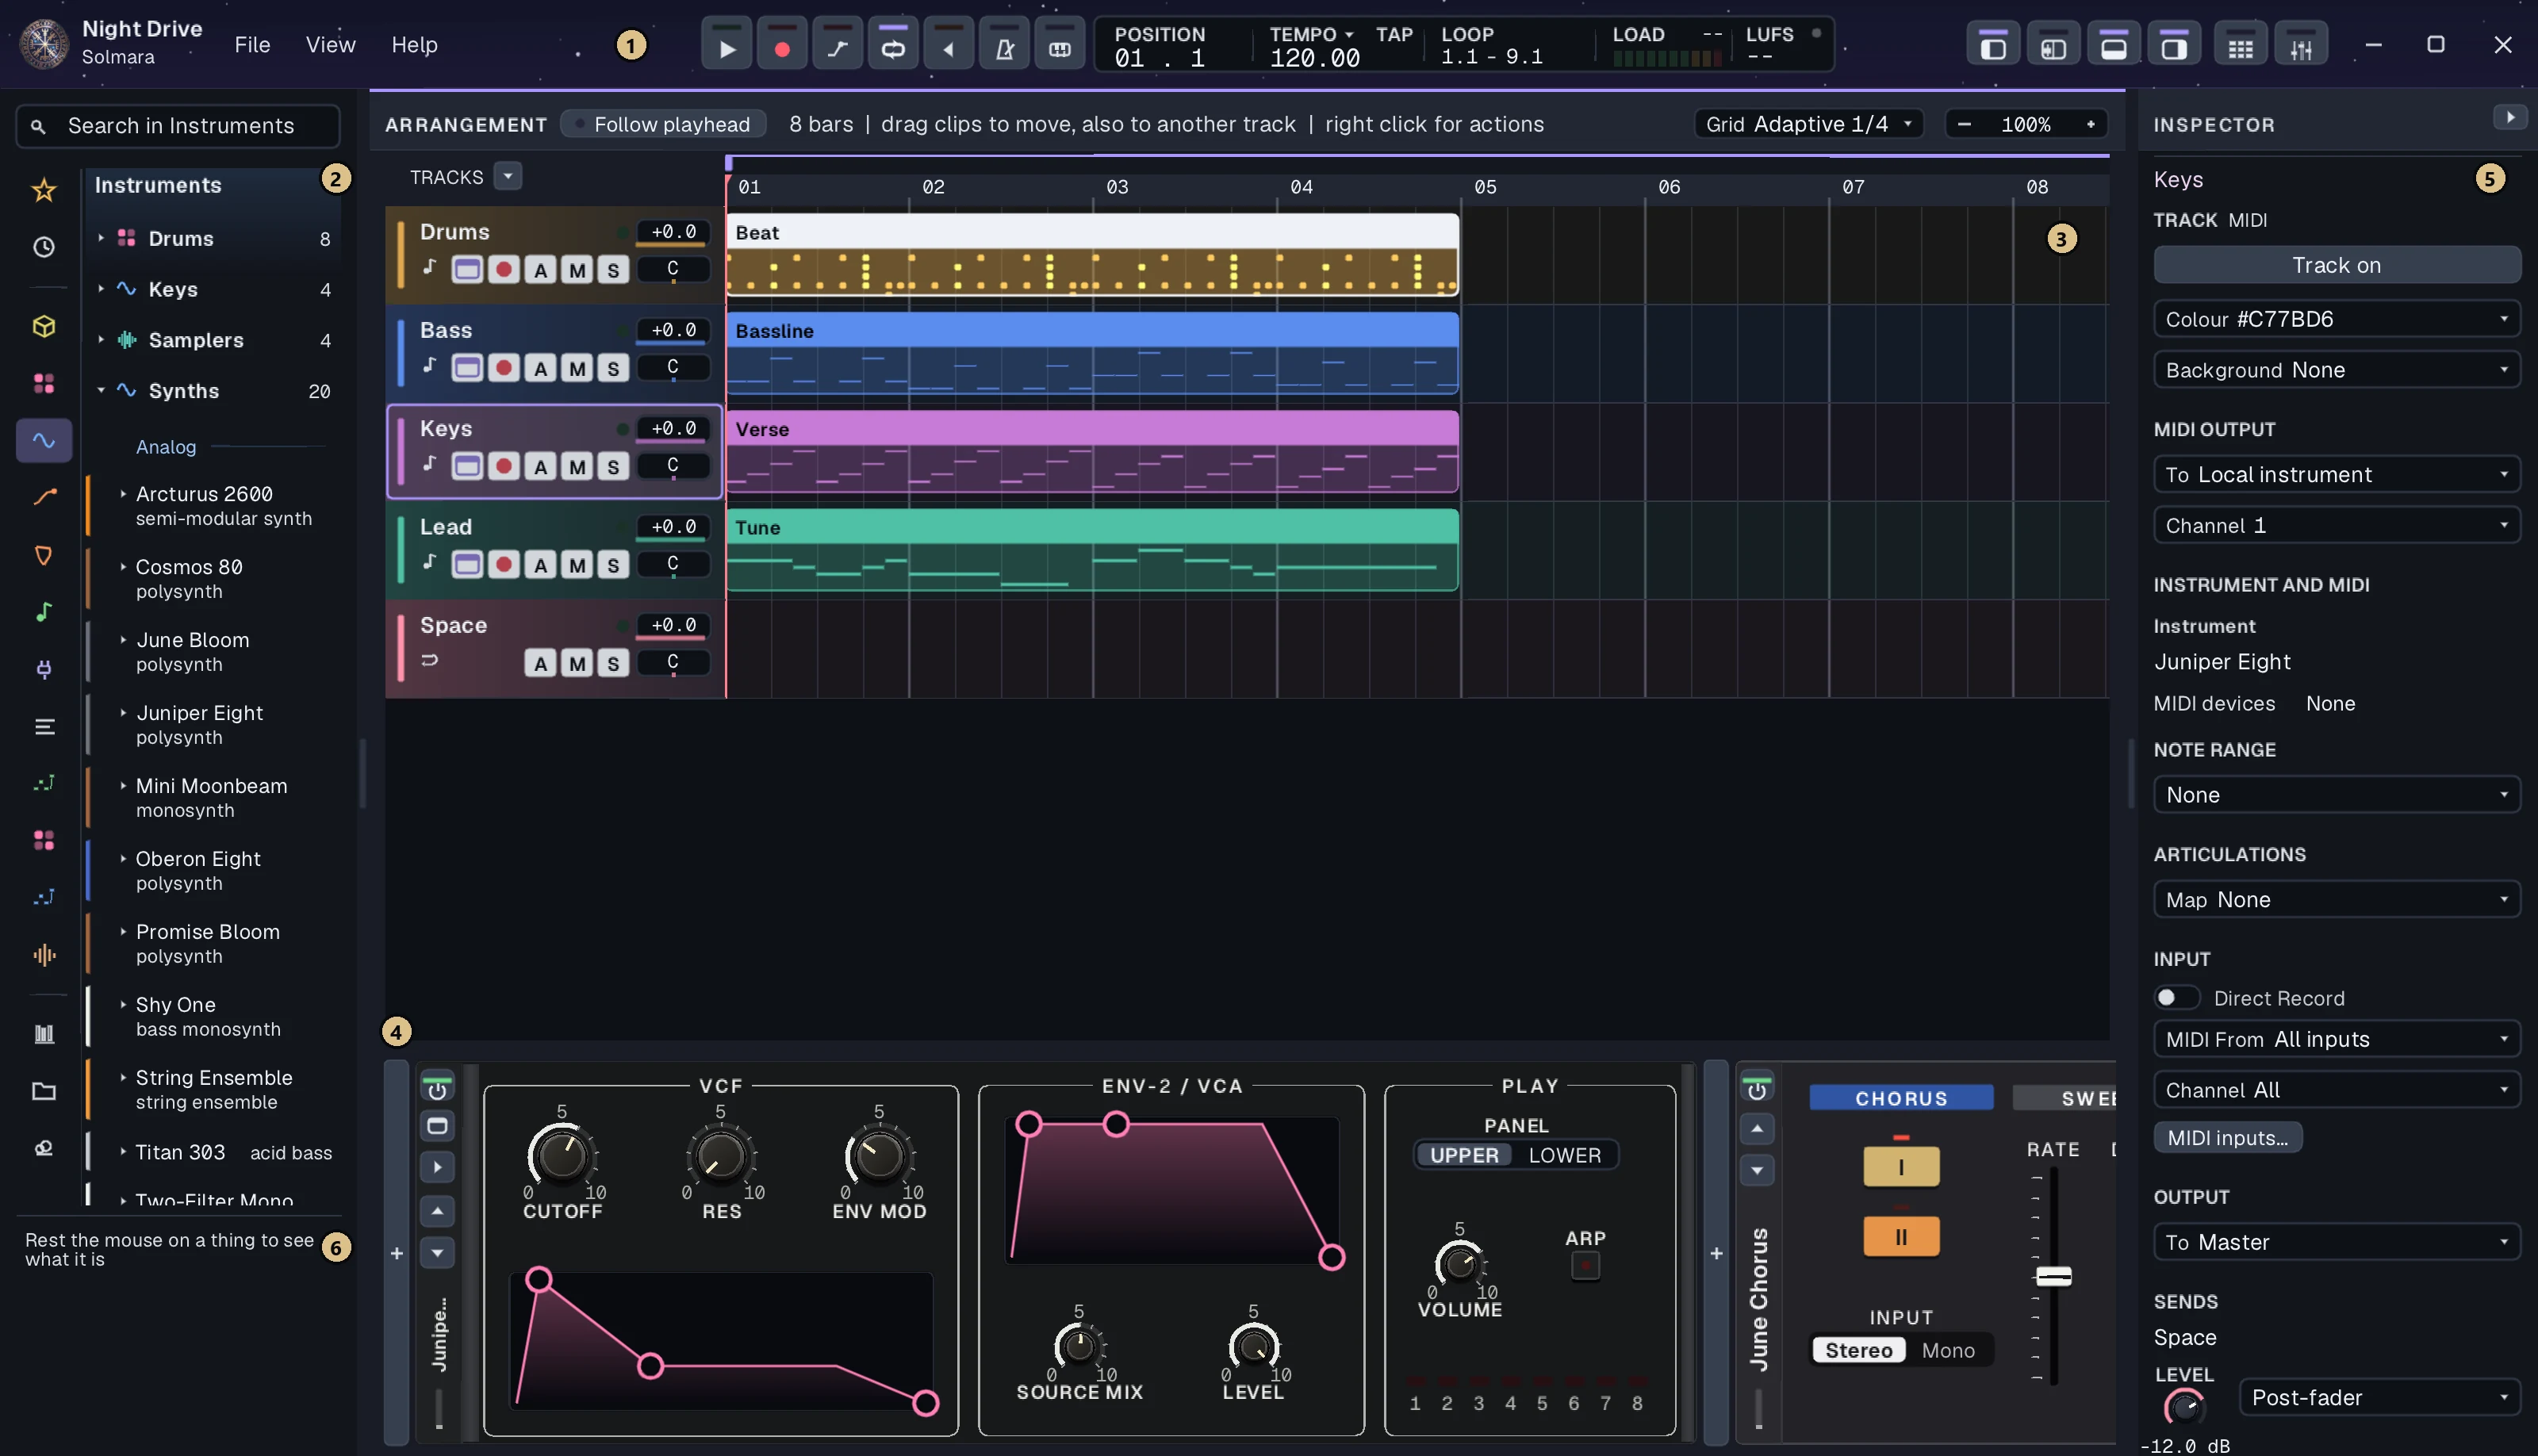 Night Drive
Solmara
File View Help
1
POSITION
01 . 1
TEMPO TAP
120.00
LOOP
1.1 - 9.1
LOAD --
LUFS
--
Search in Instruments
Instruments 2
Drums 8
Keys 4
Samplers 4
Synths 20
Analog
Arcturus 2600
semi-modular synth
Cosmos 80
polysynth
June Bloom
polysynth
Juniper Eight
polysynth
Mini Moonbeam
monosynth
Oberon Eight
polysynth
Promise Bloom
polysynth
Shy One
bass monosynth
String Ensemble
string ensemble
Titan 303 acid bass
Two-Filter Mono
Rest the mouse on a thing to see
what it is
6
ARRANGEMENT Follow playhead 8 bars | drag clips to move, also to another track | right click for actions Grid Adaptive 1/4 − 100% +
TRACKS 01 02 03 04 05 06 07 08
Drums +0.0 Beat 3
A M S C
Bass +0.0 Bassline
A M S C
Keys +0.0 Verse
A M S C
Lead +0.0 Tune
A M S C
Space +0.0
A M S C
4
+
Junipe...
VCF
5 5 5
0 10 0 10 0 10
CUTOFF RES ENV MOD
ENV-2 / VCA
5 5
0 10 0 10
SOURCE MIX LEVEL
PLAY
PANEL
UPPER LOWER
5
0 10
VOLUME
ARP
1 2 3 4 5 6 7 8
+
June Chorus
CHORUS
I
II
INPUT
Stereo Mono
SWEE
RATE D
INSPECTOR
Keys 5
TRACK MIDI
Track on
Colour #C77BD6
Background None
MIDI OUTPUT
To Local instrument
Channel 1
INSTRUMENT AND MIDI
Instrument
Juniper Eight
MIDI devices None
NOTE RANGE
None
ARTICULATIONS
Map None
INPUT
Direct Record
MIDI From All inputs
Channel All
MIDI inputs...
OUTPUT
To Master
SENDS
Space
LEVEL
Post-fader
-12.0 dB